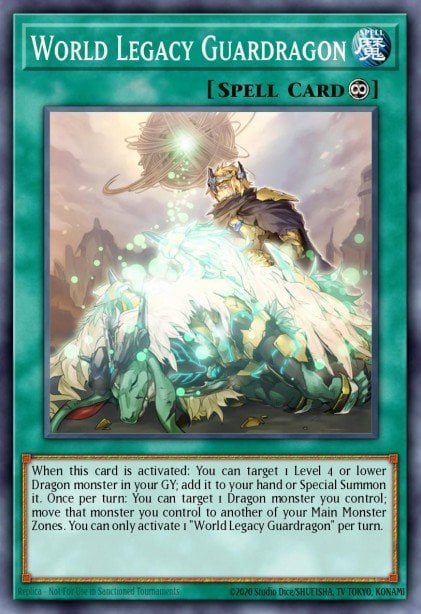 World Legacy Guardragon
SPELL
魔
[Spell Card]
When this card is activated: You can target 1 Level 4 or lower
Dragon monster in your GY; add it to your hand or Special Summon
it. Once per turn: You can target 1 Dragon monster you control;
move that monster you control to another of your Main Monster
Zones. You can only activate 1 "World Legacy Guardragon" per turn.
Replica - Not For Use in Sanctioned Tournaments
©2020 Studio Dice/SHUEISHA, TV TOKYO, KONAMI